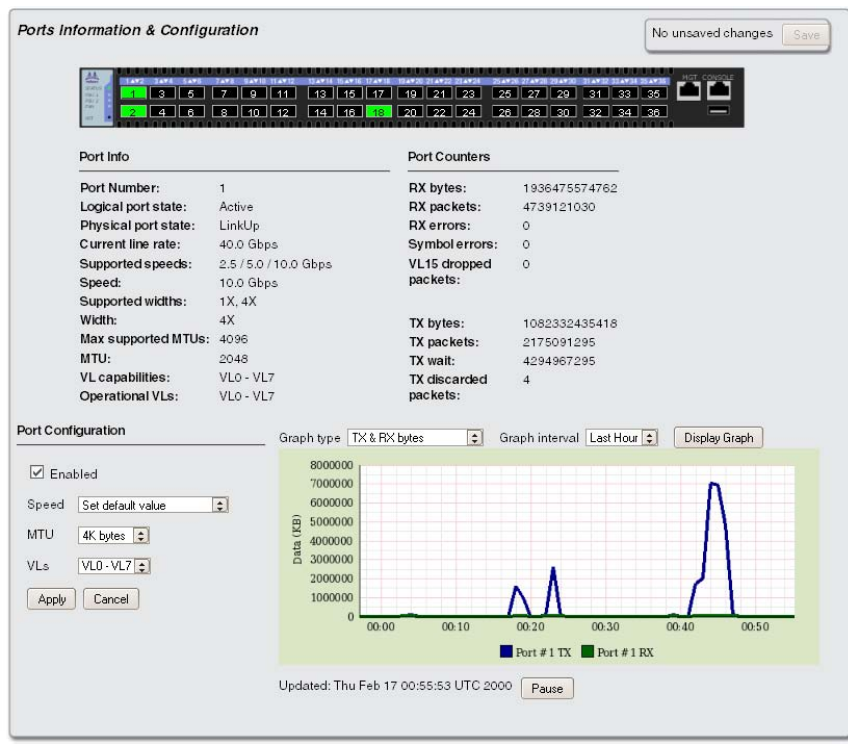 Ports Information & Configuration
No unsaved changes Save
MGT CONSOLE
1 3 5 7 9 11 13 15 17 19 21 23 25 27 29 31 33 35
2 4 6 8 10 12 14 16 18 20 22 24 26 28 30 32 34 36
Port Info
Port Number: 1
Logical port state: Active
Physical port state: LinkUp
Current line rate: 40.0 Gbps
Supported speeds: 2.5 / 5.0 / 10.0 Gbps
Speed: 10.0 Gbps
Supported widths: 1X, 4X
Width: 4X
Max supported MTUs: 4096
MTU: 2048
VL capabilities: VL0 - VL7
Operational VLs: VL0 - VL7
Port Counters
RX bytes: 1936475574762
RX packets: 4739121030
RX errors: 0
Symbol errors: 0
VL15 dropped 0
packets:
TX bytes: 1082332435418
TX packets: 2175091295
TX wait: 4294967295
TX discarded 4
packets:
Port Configuration
Enabled
Speed Set default value
MTU 4K bytes
VLs VL0 - VL7
Apply Cancel
Graph type TX & RX bytes Graph interval Last Hour Display Graph
Data (KB)
8000000
7000000
6000000
5000000
4000000
3000000
2000000
1000000
0
00:00 00:10 00:20 00:30 00:40 00:50
Port #1 TX Port #1 RX
Updated: Thu Feb 17 00:55:53 UTC 2000 Pause